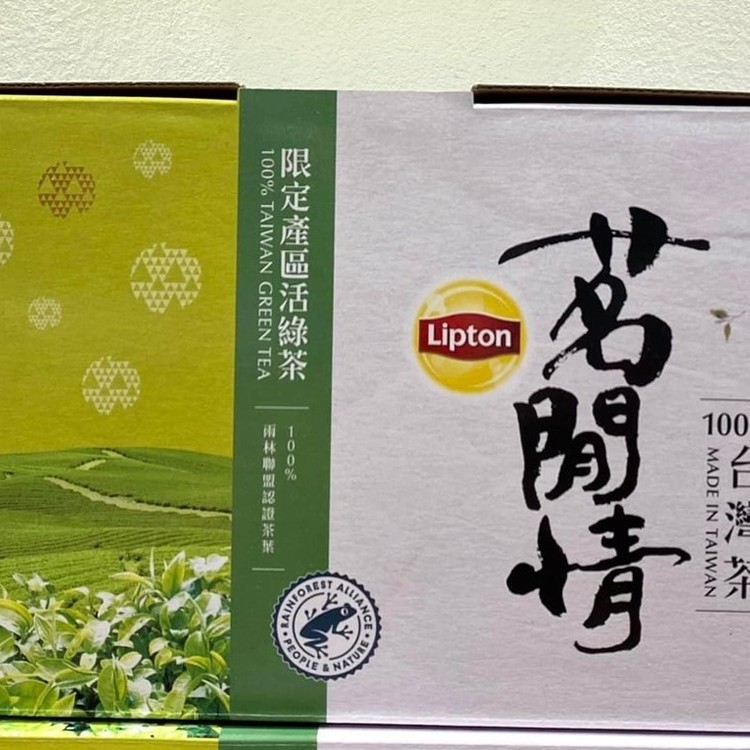 限定產區活綠茶
100% TAIWAN GREEN TEA
100%
雨林聯盟認證茶葉
RAINFOREST ALLIANCE
PEOPLE & NATURE
Lipton
茗閒情
100
台灣茶
MADE IN TAIWAN